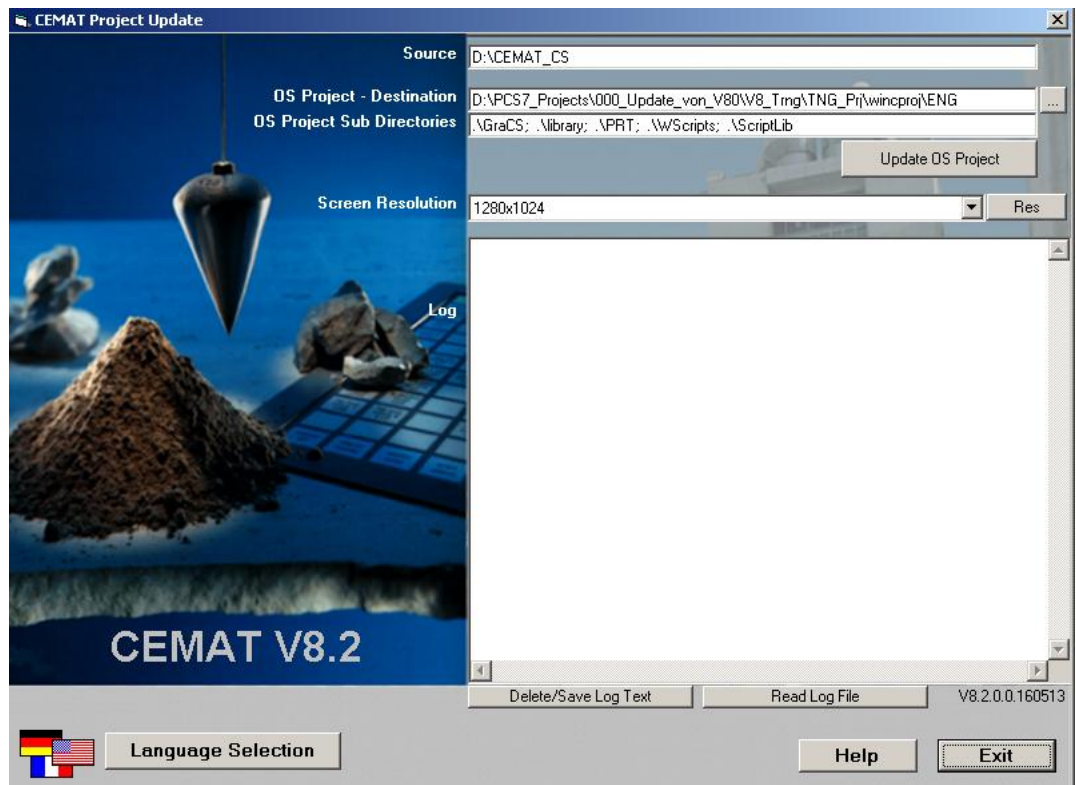 CEMAT Project Update
Source D:\CEMAT_CS
OS Project - Destination D:\PCS7_Projects\000_Update_von_V80\V8_Trng\TNG_Prj\wincproj\ENG ...
OS Project Sub Directories .\GraCS; .\library; .\PRT; .\WScripts; .\ScriptLib
Update OS Project
Screen Resolution 1280x1024 Res
Log
CEMAT V8.2
Delete/Save Log Text Read Log File V8.2.0.0.160513
Language Selection Help Exit